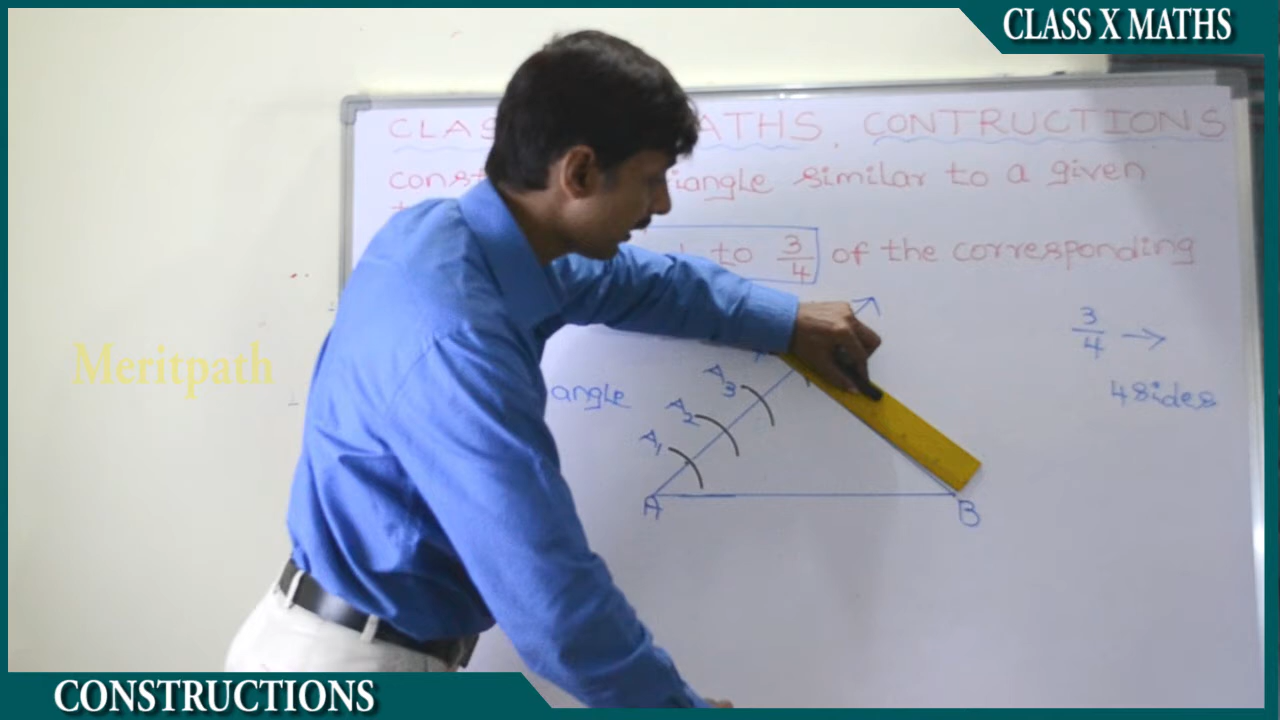 CLASS X MATHS
CLAS ATHS, CONTRUCTIONS
const iangle similar to a given
to 3/4 of the corresponding
3/4 →
4 sides
angle
A3
A2
A1
A
B
Meritpath
CONSTRUCTIONS